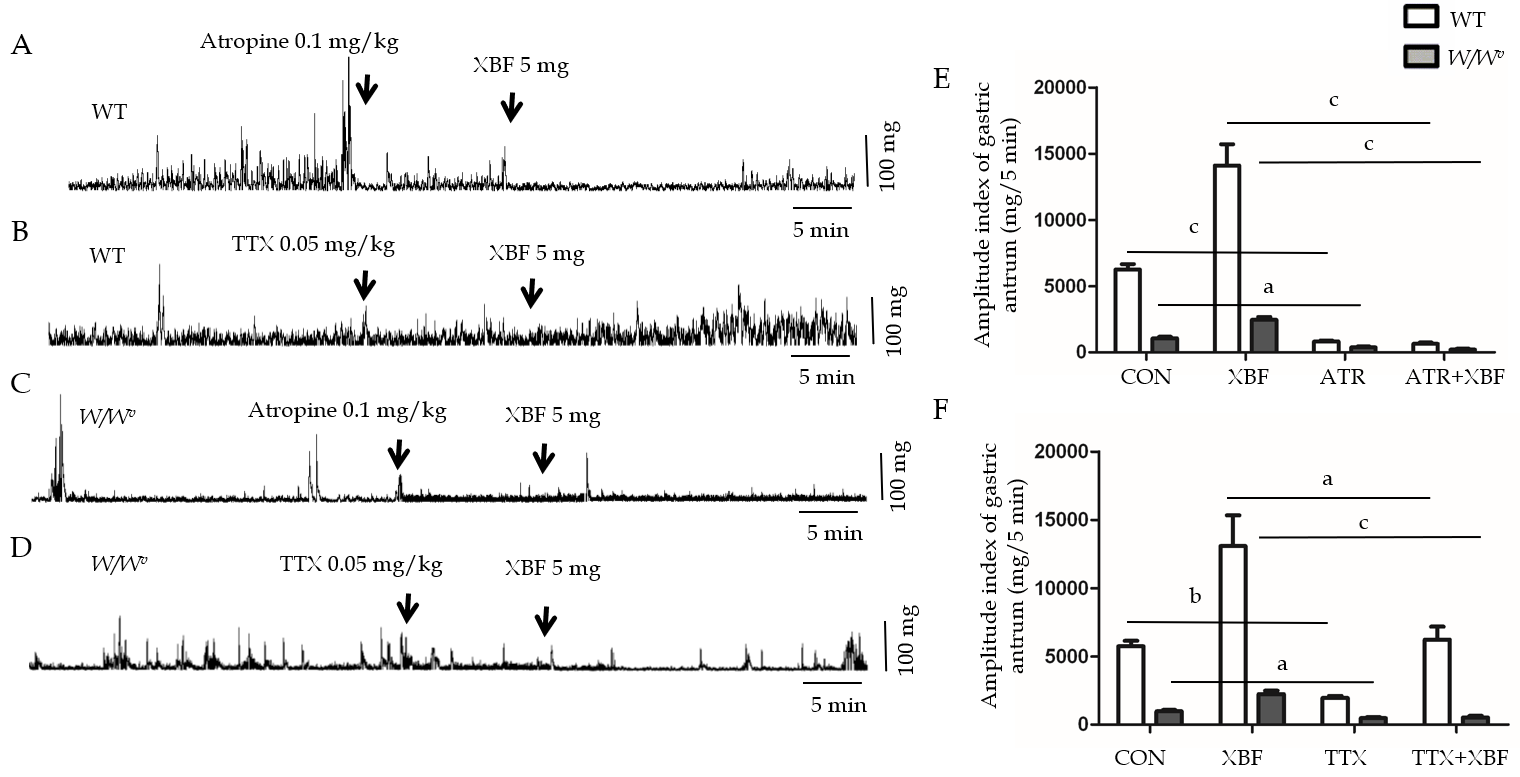 A
Atropine 0.1 mg/kg
XBF 5 mg
WT
100 mg
5 min
B
WT
TTX 0.05 mg/kg
XBF 5 mg
100 mg
5 min
C
W/Wᵛ
Atropine 0.1 mg/kg
XBF 5 mg
100 mg
5 min
D
W/Wᵛ
TTX 0.05 mg/kg
XBF 5 mg
100 mg
5 min
WT
W/Wᵛ
E
Amplitude index of gastric
antrum (mg/5 min)
20000
15000
10000
5000
0
c
c
c
a
CON XBF ATR ATR+XBF
F
Amplitude index of gastric
antrum (mg/5 min)
20000
15000
10000
5000
0
a
c
b
a
CON XBF TTX TTX+XBF